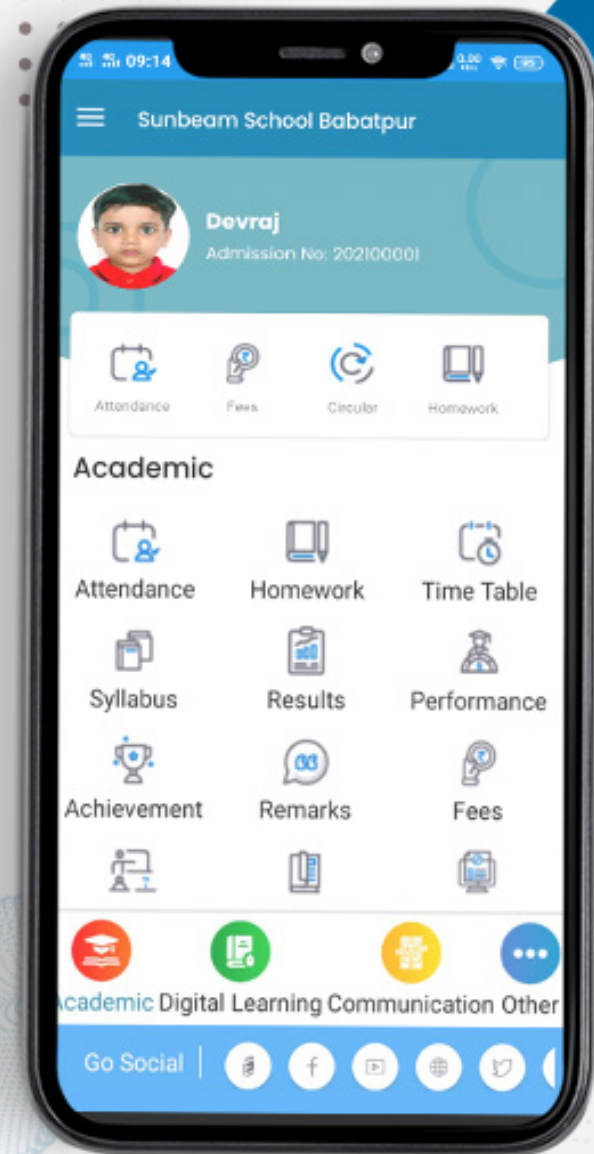 09:14
Sunbeam School Babatpur
Devraj
Admission No: 202100001
Attendance Fees Circular Homework
Academic
Attendance Homework Time Table
Syllabus Results Performance
Achievement Remarks Fees
Academic Digital Learning Communication Other
Go Social